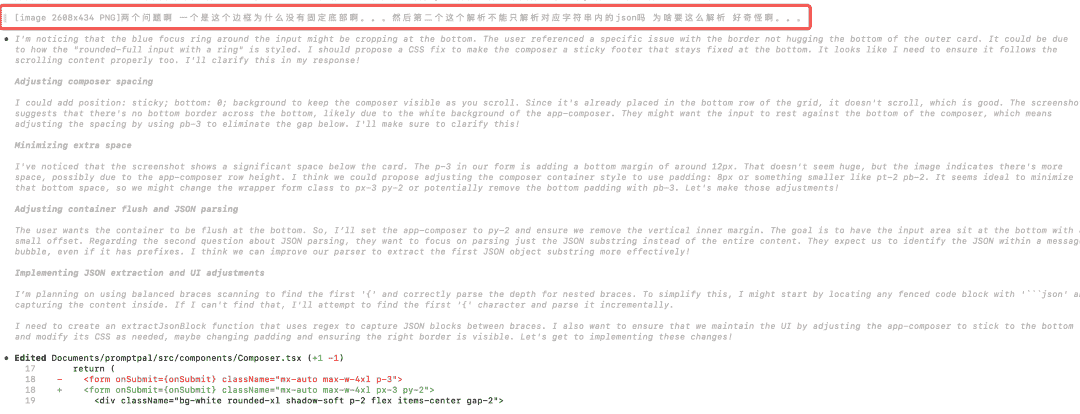 [image 2608x434 PNG]两个问题啊 一个是这个边框为什么没有固定底部啊。。。然后第二个这个解析不能只解析对应字符串内的json吗 为啥要这么解析 好奇怪啊。。。
I'm noticing that the blue focus ring around the input might be cropping at the bottom. The user referenced a specific issue with the border not hugging the bottom of the outer card. It could be due
to how the "rounded-full input with a ring" is styled. I should propose a CSS fix to make the composer a sticky footer that stays fixed at the bottom. It looks like I need to ensure it follows the
scrolling content properly too. I'll clarify this in my response!
Adjusting composer spacing
I could add position: sticky; bottom: 0; background to keep the composer visible as you scroll. Since it's already placed in the bottom row of the grid, it doesn't scroll, which is good. The screensho
suggests that there's no bottom border across the bottom, likely due to the white background of the app-composer. They might want the input to rest against the bottom of the composer, which means
adjusting the spacing by using pb-3 to eliminate the gap below. I'll make sure to clarify this!
Minimizing extra space
I've noticed that the screenshot shows a significant space below the card. The p-3 in our form is adding a bottom margin of around 12px. That doesn't seem huge, but the image indicates there's more
space, possibly due to the app-composer row height. I think we could propose adjusting the composer container style to use padding: 8px or something smaller like pt-2 pb-2. It seems ideal to minimize
that bottom space, so we might change the wrapper form class to px-3 py-2 or potentially remove the bottom padding with pb-3. Let's make those adjustments!
Adjusting container flush and JSON parsing
The user wants the container to be flush at the bottom. So, I'll set the app-composer to py-2 and ensure we remove the vertical inner margin. The goal is to have the input area sit at the bottom with
small offset. Regarding the second question about JSON parsing, they want to focus on parsing just the JSON substring instead of the entire content. They expect us to identify the JSON within a messag
bubble, even if it has prefixes. I think we can improve our parser to extract the first JSON object substring more effectively!
Implementing JSON extraction and UI adjustments
I'm planning on using balanced braces scanning to find the first '{' and correctly parse the depth for nested braces. To simplify this, I might start by locating any fenced code block with '```json' a
capturing the content inside. If I can't find that, I'll attempt to find the first '{' character and parse it incrementally.
I need to create an extractJsonBlock function that uses regex to capture JSON blocks between braces. I also want to ensure that we maintain the UI by adjusting the app-composer to stick to the bottom
and modify its CSS as needed, maybe changing padding and ensuring the right border is visible. Let's get to implementing these changes!
Edited Documents/promptpal/src/components/Composer.tsx (+1 -1)
17 return (
18 - <form onSubmit={onSubmit} className="mx-auto max-w-4xl p-3">
18 + <form onSubmit={onSubmit} className="mx-auto max-w-4xl px-3 py-2">
19 <div className="bg-white rounded-xl shadow-soft p-2 flex items-center gap-2">